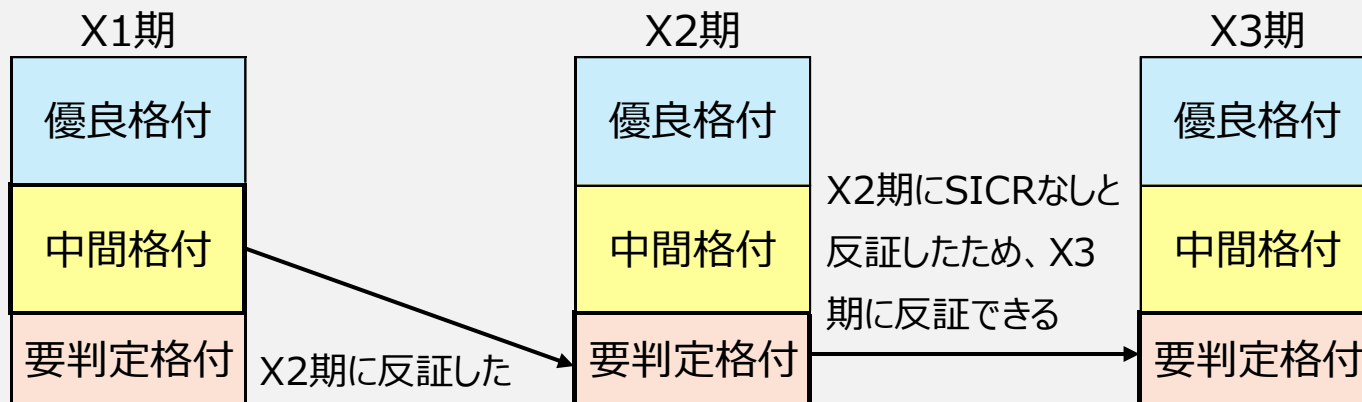 X1期
X2期
X3期
優良格付
優良格付
優良格付
中間格付
中間格付
X2期にSICRなしと
反証したため、X3
期に反証できる
中間格付
要判定格付
X2期に反証した
要判定格付
要判定格付